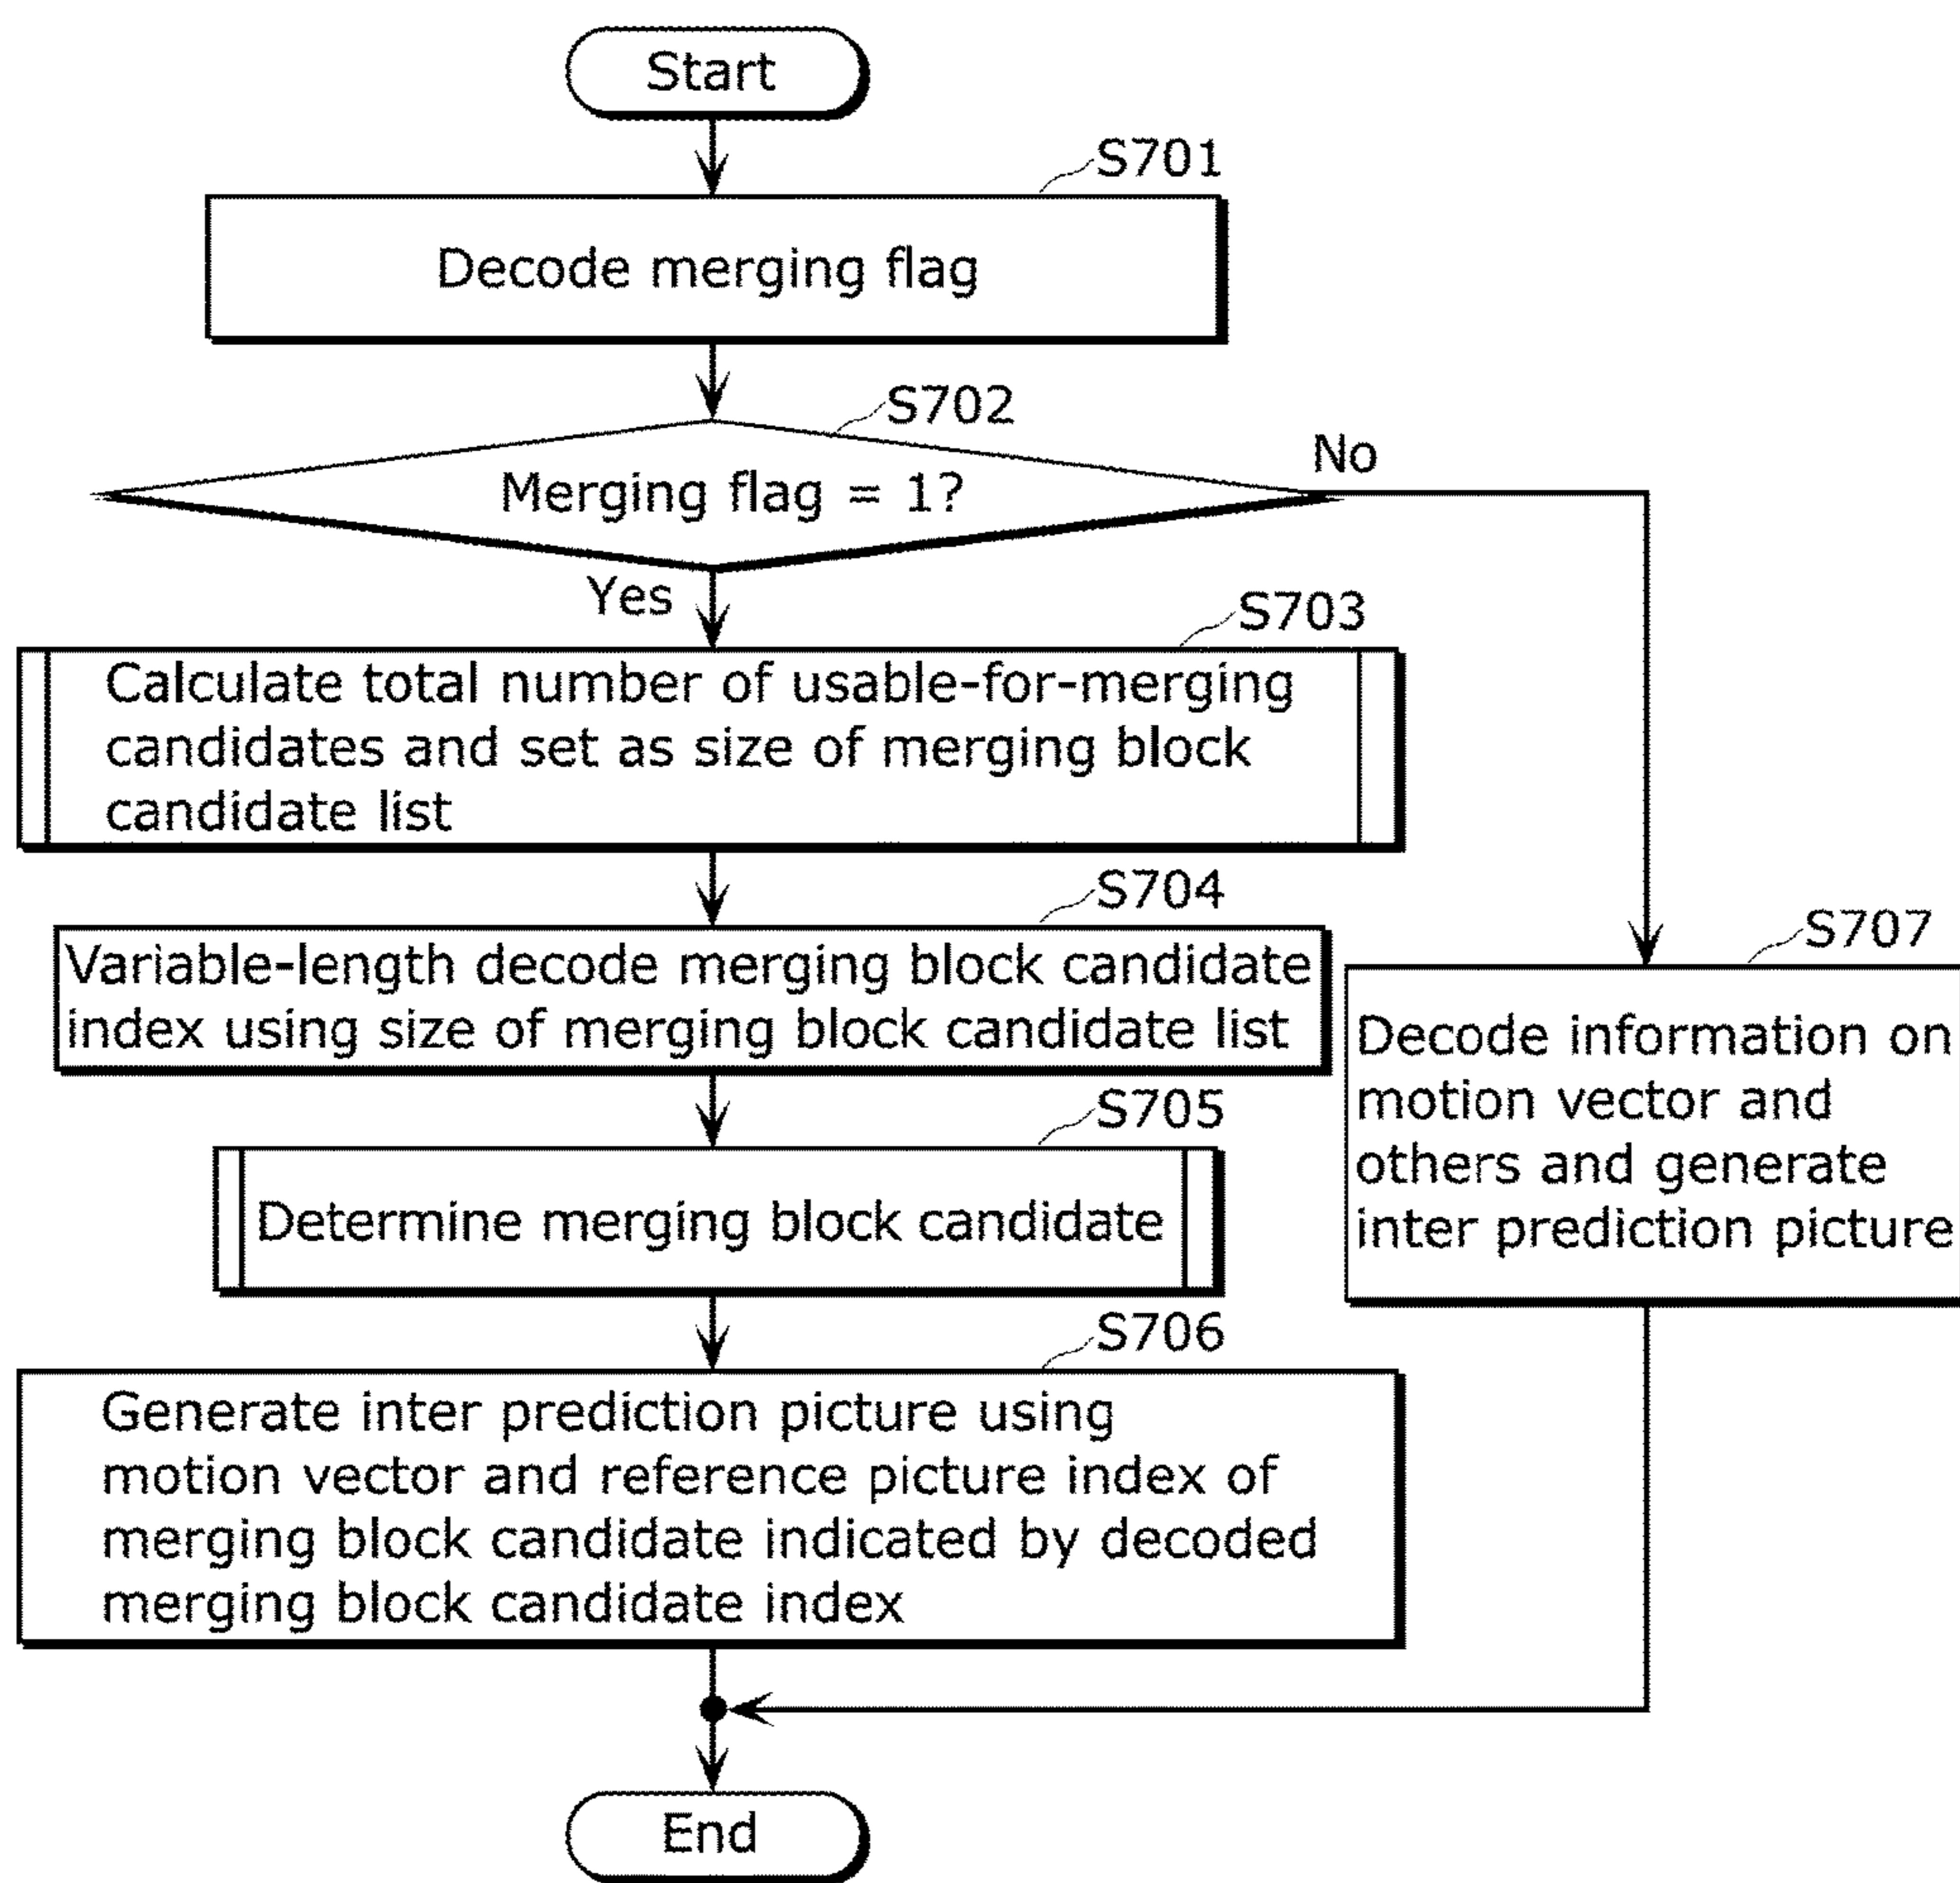 Start
S701
Decode merging flag
S702
Merging flag = 1?
No
Yes
S703
Calculate total number of usable-for-merging
candidates and set as size of merging block
candidate list
S704
Variable-length decode merging block candidate
index using size of merging block candidate list
S707
Decode information on
motion vector and
others and generate
inter prediction picture
S705
Determine merging block candidate
S706
Generate inter prediction picture using
motion vector and reference picture index of
merging block candidate indicated by decoded
merging block candidate index
End